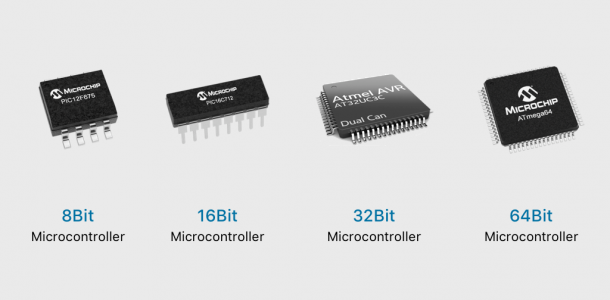 MICROCHIP
PIC12F675
MICROCHIP
PIC16C712
Atmel AVR
AT32UC3C
Dual Can
MICROCHIP
ATmega64
8Bit
Microcontroller
16Bit
Microcontroller
32Bit
Microcontroller
64Bit
Microcontroller